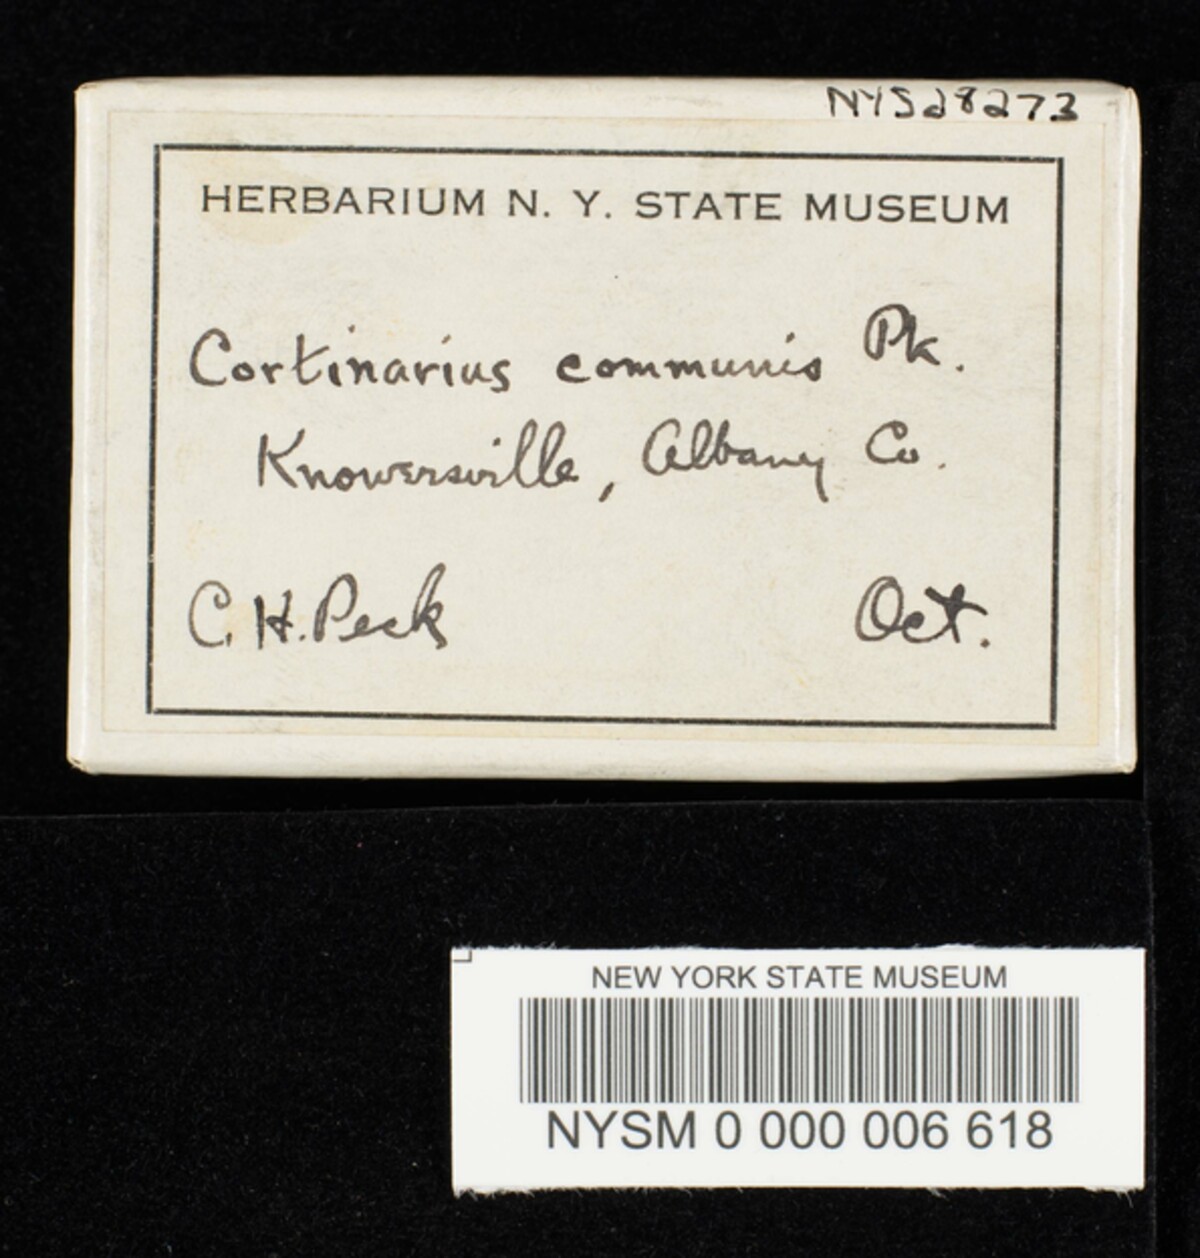 NYS28273
HERBARIUM N. Y. STATE MUSEUM
Cortinarius communis Pk.
Knowersville, Albany Co.
C. H. Peck Oct.
NEW YORK STATE MUSEUM
NYSM 0 000 006 618